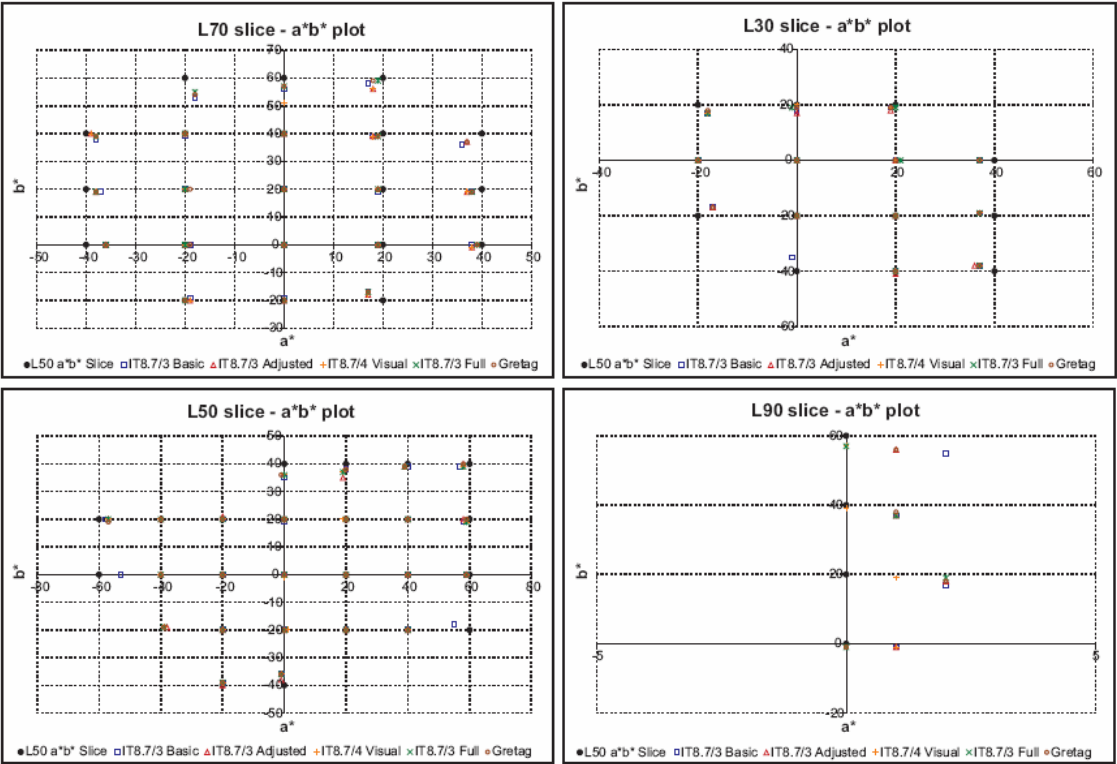 L70 slice - a*b* plot
70
60
50
40
30
20
10
0
-50 -40 -30 -20 -10 0 10 20 30 40 50
-10
-20
-30
b*
a*
L50 a*b* Slice IT8.7/3 Basic IT8.7/3 Adjusted IT8.7/4 Visual IT8.7/3 Full Gretag
L30 slice - a*b* plot
40
20
0
-40 -20 0 20 40 60
-20
-40
-60
b*
a*
L50 a*b* Slice IT8.7/3 Basic IT8.7/3 Adjusted IT8.7/4 Visual IT8.7/3 Full Gretag
L50 slice - a*b* plot
50
40
30
20
10
0
-80 -60 -40 -20 0 20 40 60 80
-10
-20
-30
-40
-50
b*
a*
L50 a*b* Slice IT8.7/3 Basic IT8.7/3 Adjusted IT8.7/4 Visual IT8.7/3 Full Gretag
L90 slice - a*b* plot
60
40
20
0
-5 5
-20
b*
a*
L50 a*b* Slice IT8.7/3 Basic IT8.7/3 Adjusted IT8.7/4 Visual IT8.7/3 Full Gretag